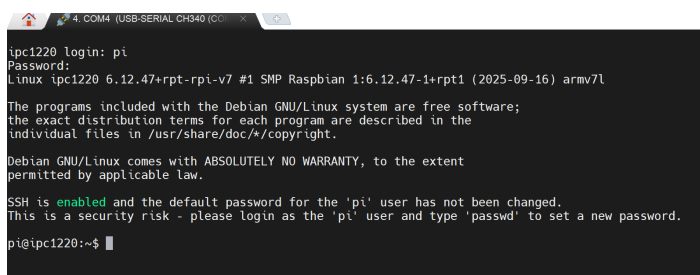 4. COM4 (USB-SERIAL CH340 (CO
ipc1220 login: pi
Password:
Linux ipc1220 6.12.47+rpt-rpi-v7 #1 SMP Raspbian 1:6.12.47-1+rpt1 (2025-09-16) armv7l
The programs included with the Debian GNU/Linux system are free software;
the exact distribution terms for each program are described in the
individual files in /usr/share/doc/*/copyright.
Debian GNU/Linux comes with ABSOLUTELY NO WARRANTY, to the extent
permitted by applicable law.
SSH is enabled and the default password for the 'pi' user has not been changed.
This is a security risk - please login as the 'pi' user and type 'passwd' to set a new password.
pi@ipc1220:~$